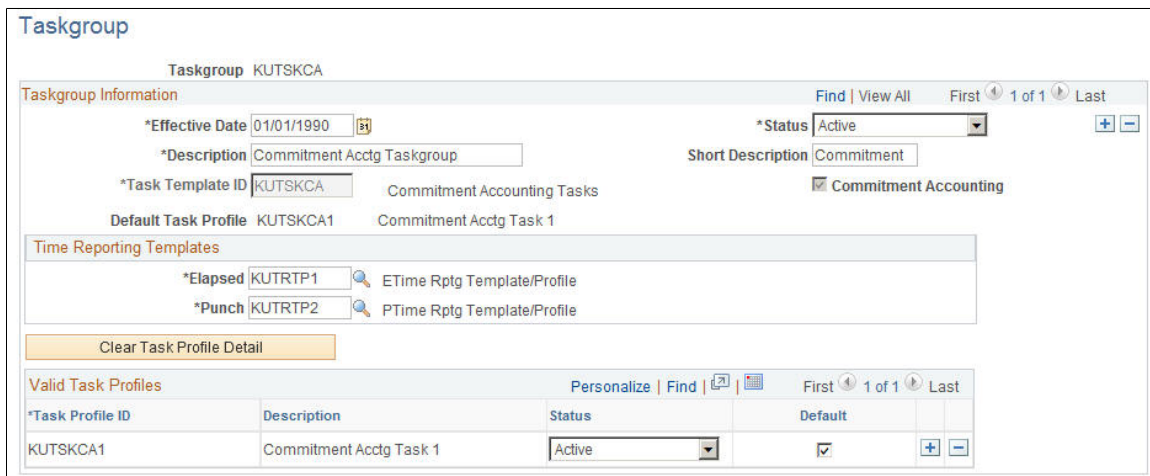 Taskgroup
Taskgroup KUTSKCA
Taskgroup Information Find | View All First 1 of 1 Last
*Effective Date 01/01/1990 31 *Status Active
*Description Commitment Acctg Taskgroup Short Description Commitment
*Task Template ID KUTSKCA Commitment Accounting Tasks Commitment Accounting
Default Task Profile KUTSKCA1 Commitment Acctg Task 1
Time Reporting Templates
*Elapsed KUTRTP1 ETime Rptg Template/Profile
*Punch KUTRTP2 PTime Rptg Template/Profile
Clear Task Profile Detail
Valid Task Profiles Personalize | Find | | First 1 of 1 Last
*Task Profile ID Description Status Default
KUTSKCA1 Commitment Acctg Task 1 Active